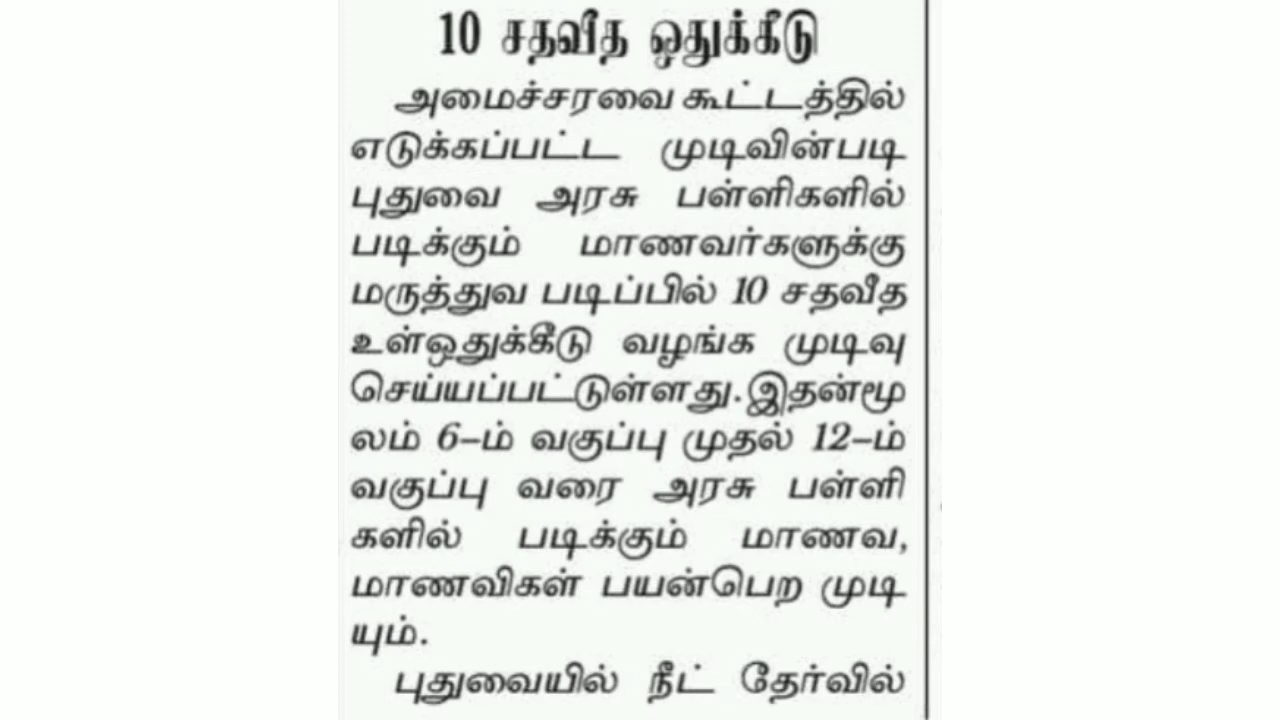 10 சதவீத ஒதுக்கீடு
அமைச்சரவை கூட்டத்தில்
எடுக்கப்பட்ட முடிவின்படி
புதுவை அரசு பள்ளிகளில்
படிக்கும் மாணவர்களுக்கு
மருத்துவ படிப்பில் 10 சதவீத
உள்ஒதுக்கீடு வழங்க முடிவு
செய்யப்பட்டுள்ளது.இதன்மூ
லம் 6-ம் வகுப்பு முதல் 12-ம்
வகுப்பு வரை அரசு பள்ளி
களில் படிக்கும் மாணவ,
மாணவிகள் பயன்பெற முடி
யும்.
புதுவையில் நீட் தேர்வில்